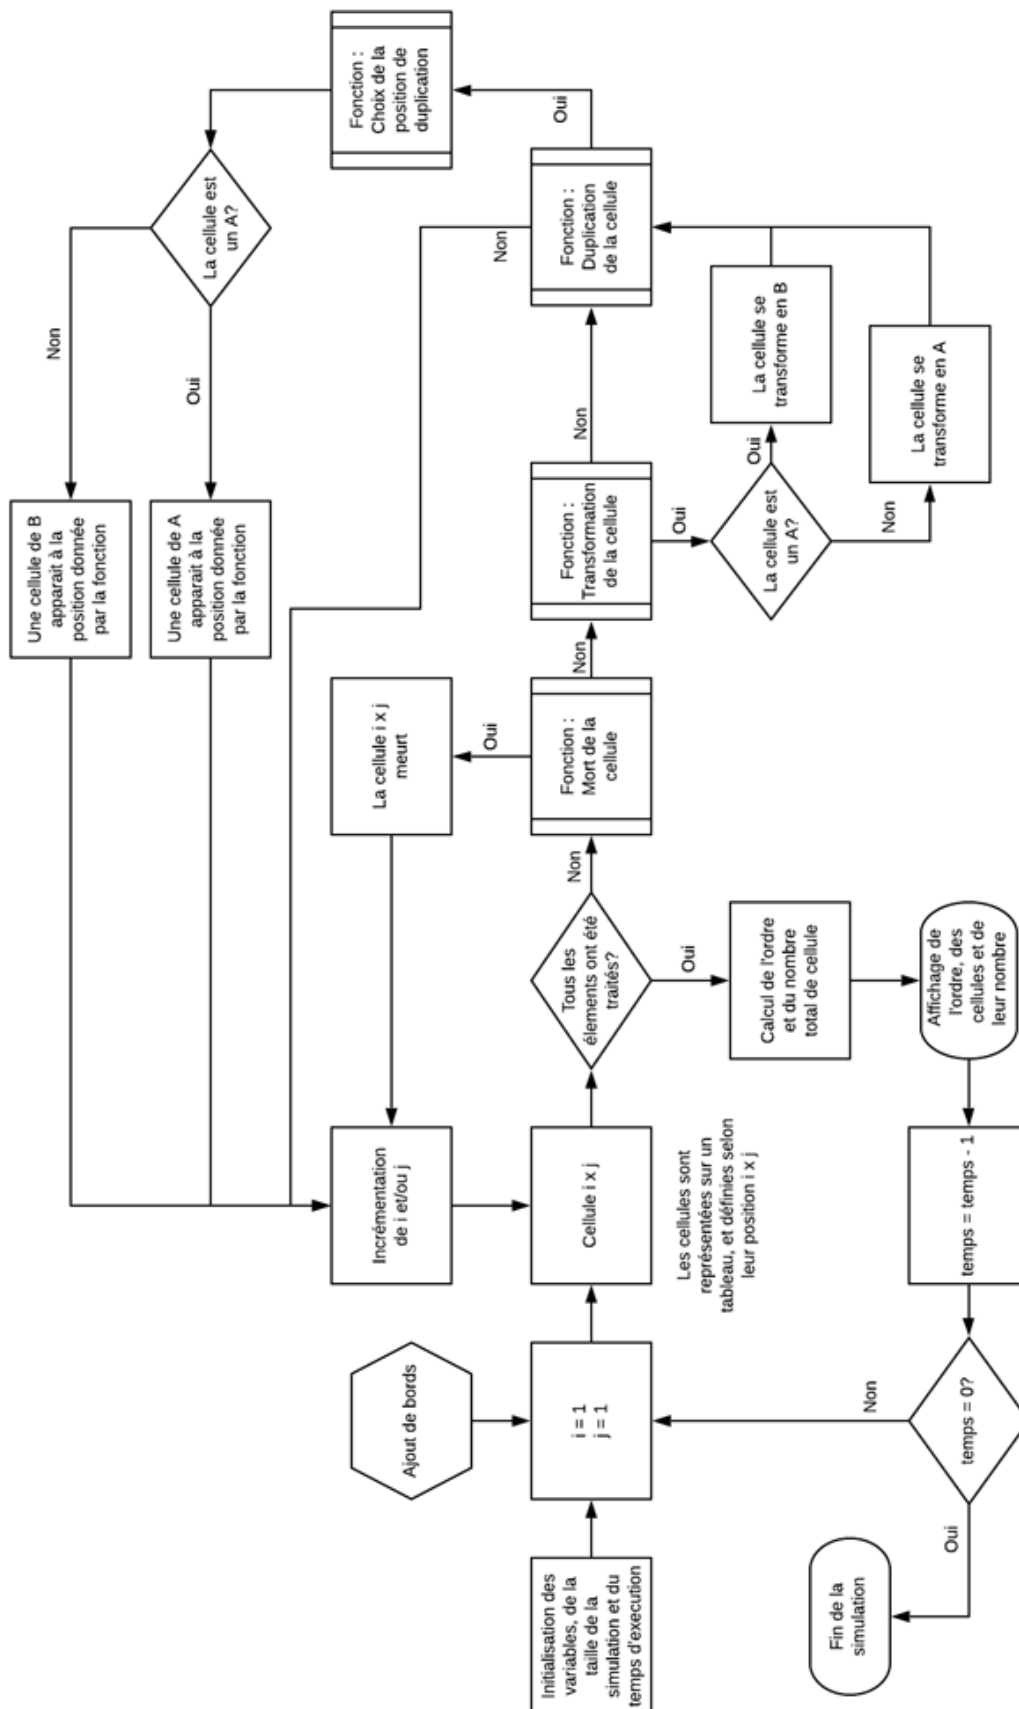 Initialisation des
variables, de la
taille de la
simulation et du
temps d'execution
Ajout de bords
i = 1
j = 1
Incrémentation
de i et/ou j
Cellule i x j
Les cellules sont
représentées sur un
tableau, et définies selon
leur position i x j
Tous les
élements ont été
traités?
Non
Oui
Fonction :
Mort de la
cellule
Oui
Non
La cellule i x j
meurt
Fonction :
Transformation
de la cellule
Non
Oui
La cellule est
un A?
Oui
Non
La cellule se
transforme en B
La cellule se
transforme en A
Fonction :
Duplication
de la cellule
Non
Oui
Fonction :
Choix de la
position de
duplication
La cellule est
un A?
Non
Oui
Une cellule de B
apparait à la
position donnée
par la fonction
Une cellule de A
apparait à la
position donnée
par la fonction
Calcul de l'ordre
et du nombre
total de cellule
Affichage de
l'ordre, des
cellules et de
leur nombre
temps = temps - 1
temps = 0?
Non
Oui
Fin de la
simulation